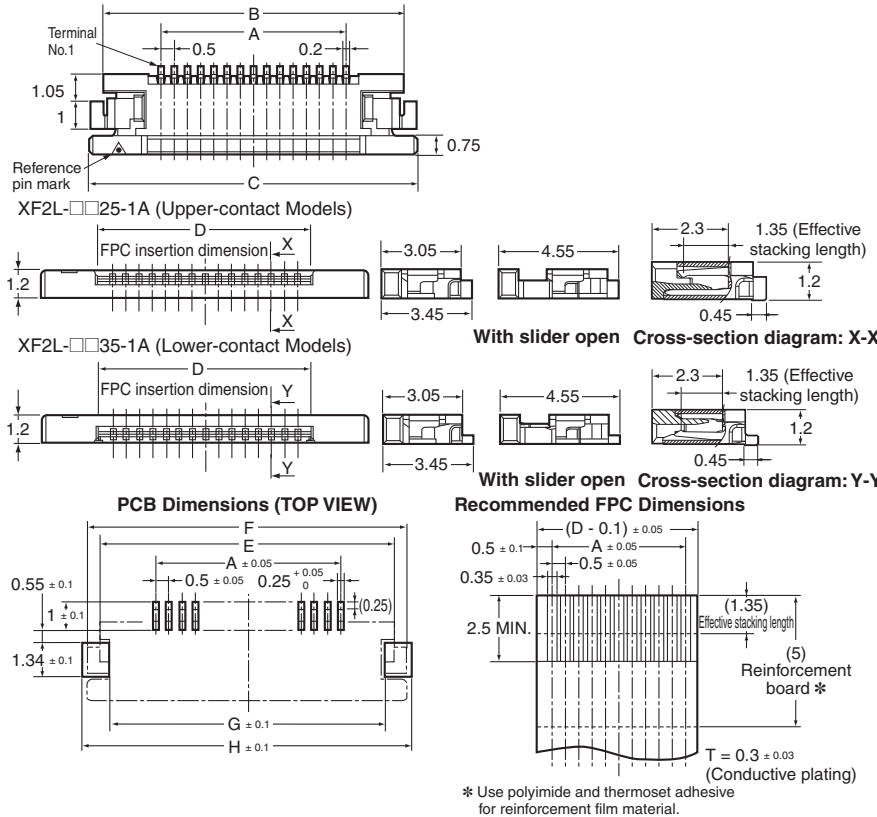 B
A
Terminal
No.1
0.5
0.2
1.05
1
0.75
Reference
pin mark
C
XF2L-□□25-1A (Upper-contact Models)
D
FPC insertion dimension
X
X
1.2
3.05
3.45
4.55
With slider open
2.3
1.35 (Effective
stacking length)
1.2
0.45
Cross-section diagram: X-X
XF2L-□□35-1A (Lower-contact Models)
D
FPC insertion dimension
Y
Y
1.2
3.05
3.45
4.55
With slider open
2.3
1.35 (Effective
stacking length)
1.2
0.45
Cross-section diagram: Y-Y
PCB Dimensions (TOP VIEW)
F
E
A ± 0.05
0.55 ± 0.1
0.5 ± 0.05
0.25 +0.05 0
(0.25)
1 ± 0.1
1.34 ± 0.1
G ± 0.1
H ± 0.1
Recommended FPC Dimensions
(D - 0.1) ± 0.05
0.5 ± 0.1
A ± 0.05
0.5 ± 0.05
0.35 ± 0.03
2.5 MIN.
(1.35)
Effective stacking length
(5)
Reinforcement
board *
T = 0.3 ± 0.03
(Conductive plating)
* Use polyimide and thermoset adhesive
for reinforcement film material.